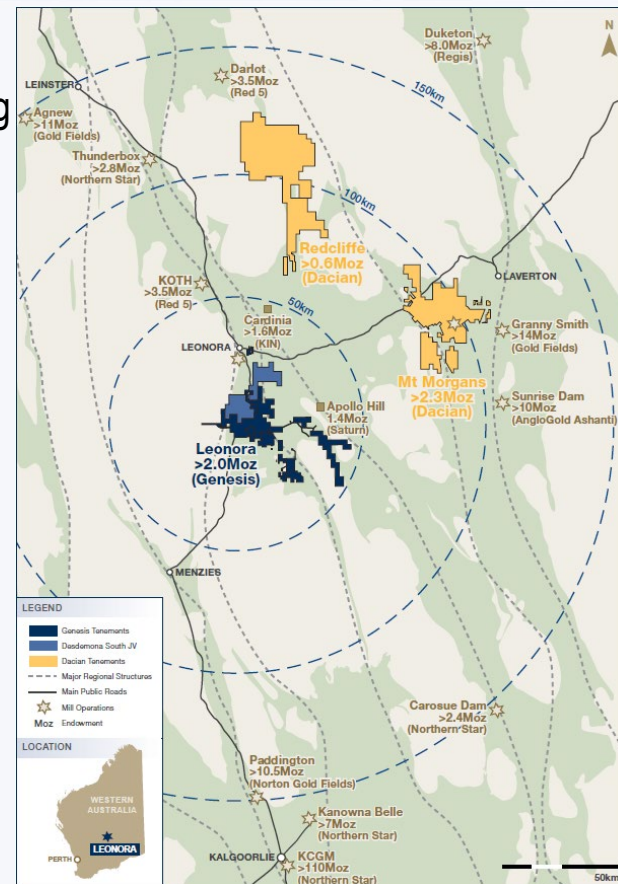 g
N
Duketon
>8.0Moz
(Regis)
150km
Darlot
>3.5Moz
(Red 5)
LEINSTER
Agnew
>11Moz
(Gold Fields)
Thunderbox
>2.8Moz
(Northern Star)
100km
Redcliffe
>0.6Moz
(Dacian)
LAVERTON
KOTH
>3.5Moz
(Red 5)
50km
Cardinia
>1.6Moz
(KIN)
Granny Smith
>14Moz
(Gold Fields)
LEONORA
Mt Morgans
>2.3Moz
(Dacian)
Sunrise Dam
>10Moz
(AngloGold Ashanti)
Apollo Hill
1.4Moz
(Saturn)
Leonora
>2.0Moz
(Genesis)
MENZIES
LEGEND
Genesis Tenements
Desdemona South JV
Dacian Tenements
Major Regional Structures
Main Public Roads
Mill Operations
Moz Endowment
LOCATION
WESTERN
AUSTRALIA
PERTH
LEONORA
Carosue Dam
>2.4Moz
(Northern Star)
Paddington
>10.5Moz
(Norton Gold Fields)
Kanowna Belle
>7Moz
(Northern Star)
KALGOORLIE
KCGM
>110Moz
(Northern Star)
50km